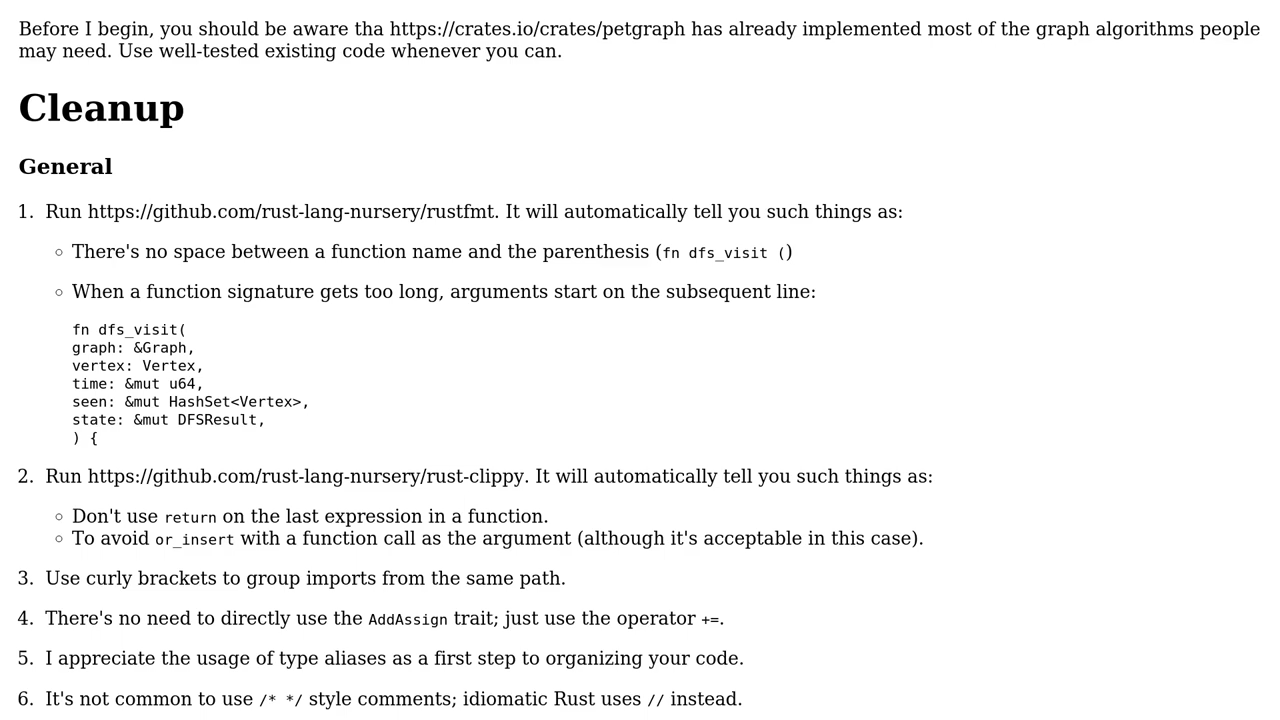 Before I begin, you should be aware tha https://crates.io/crates/petgraph has already implemented most of the graph algorithms people
may need. Use well-tested existing code whenever you can.
Cleanup
General
1. Run https://github.com/rust-lang-nursery/rustfmt. It will automatically tell you such things as:
◦ There's no space between a function name and the parenthesis (fn dfs_visit ()
◦ When a function signature gets too long, arguments start on the subsequent line:
fn dfs_visit(
graph: &Graph,
vertex: Vertex,
time: &mut u64,
seen: &mut HashSet<Vertex>,
state: &mut DFSResult,
) {
2. Run https://github.com/rust-lang-nursery/rust-clippy. It will automatically tell you such things as:
◦ Don't use return on the last expression in a function.
◦ To avoid or_insert with a function call as the argument (although it's acceptable in this case).
3. Use curly brackets to group imports from the same path.
4. There's no need to directly use the AddAssign trait; just use the operator +=.
5. I appreciate the usage of type aliases as a first step to organizing your code.
6. It's not common to use /* */ style comments; idiomatic Rust uses // instead.